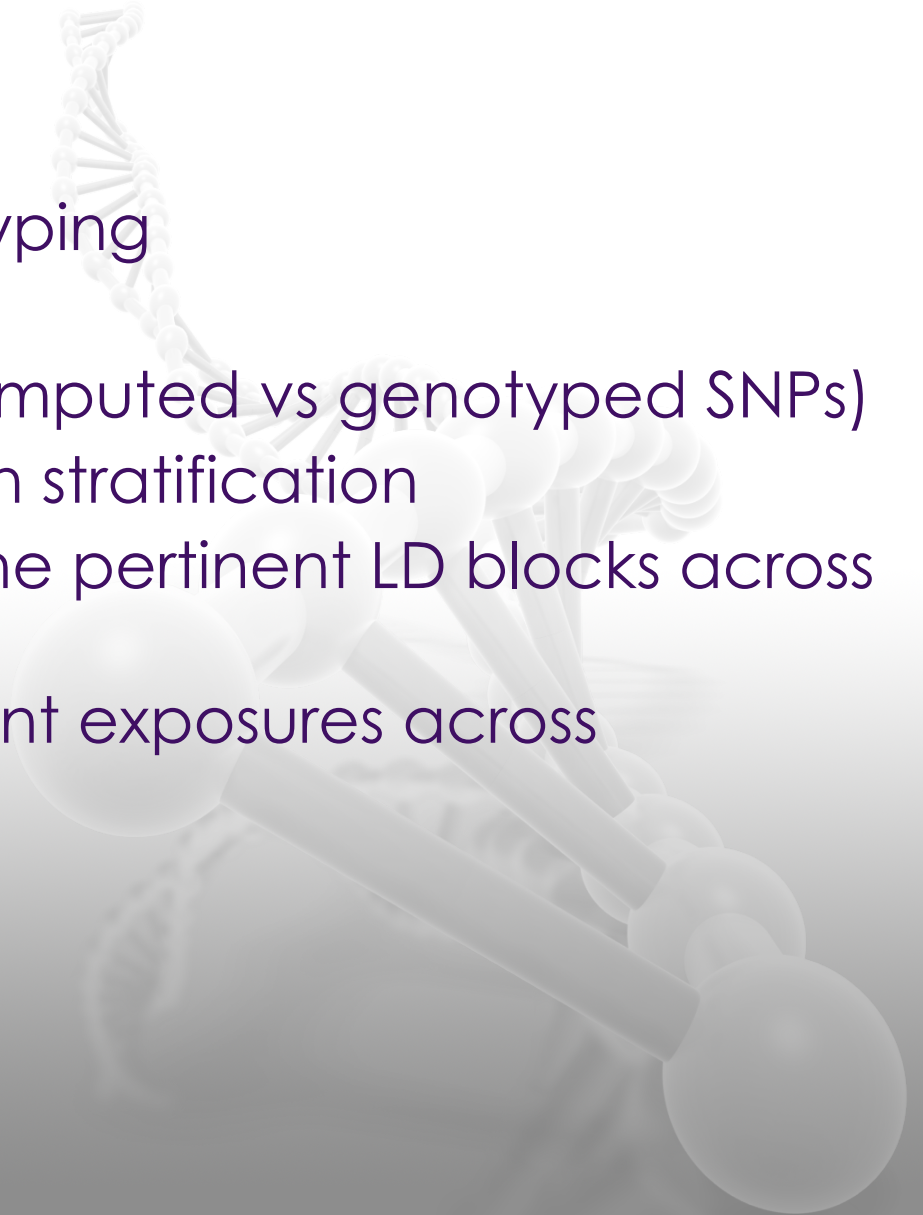 yping
mputed vs genotyped SNPs)
n stratification
ne pertinent LD blocks across
nt exposures across